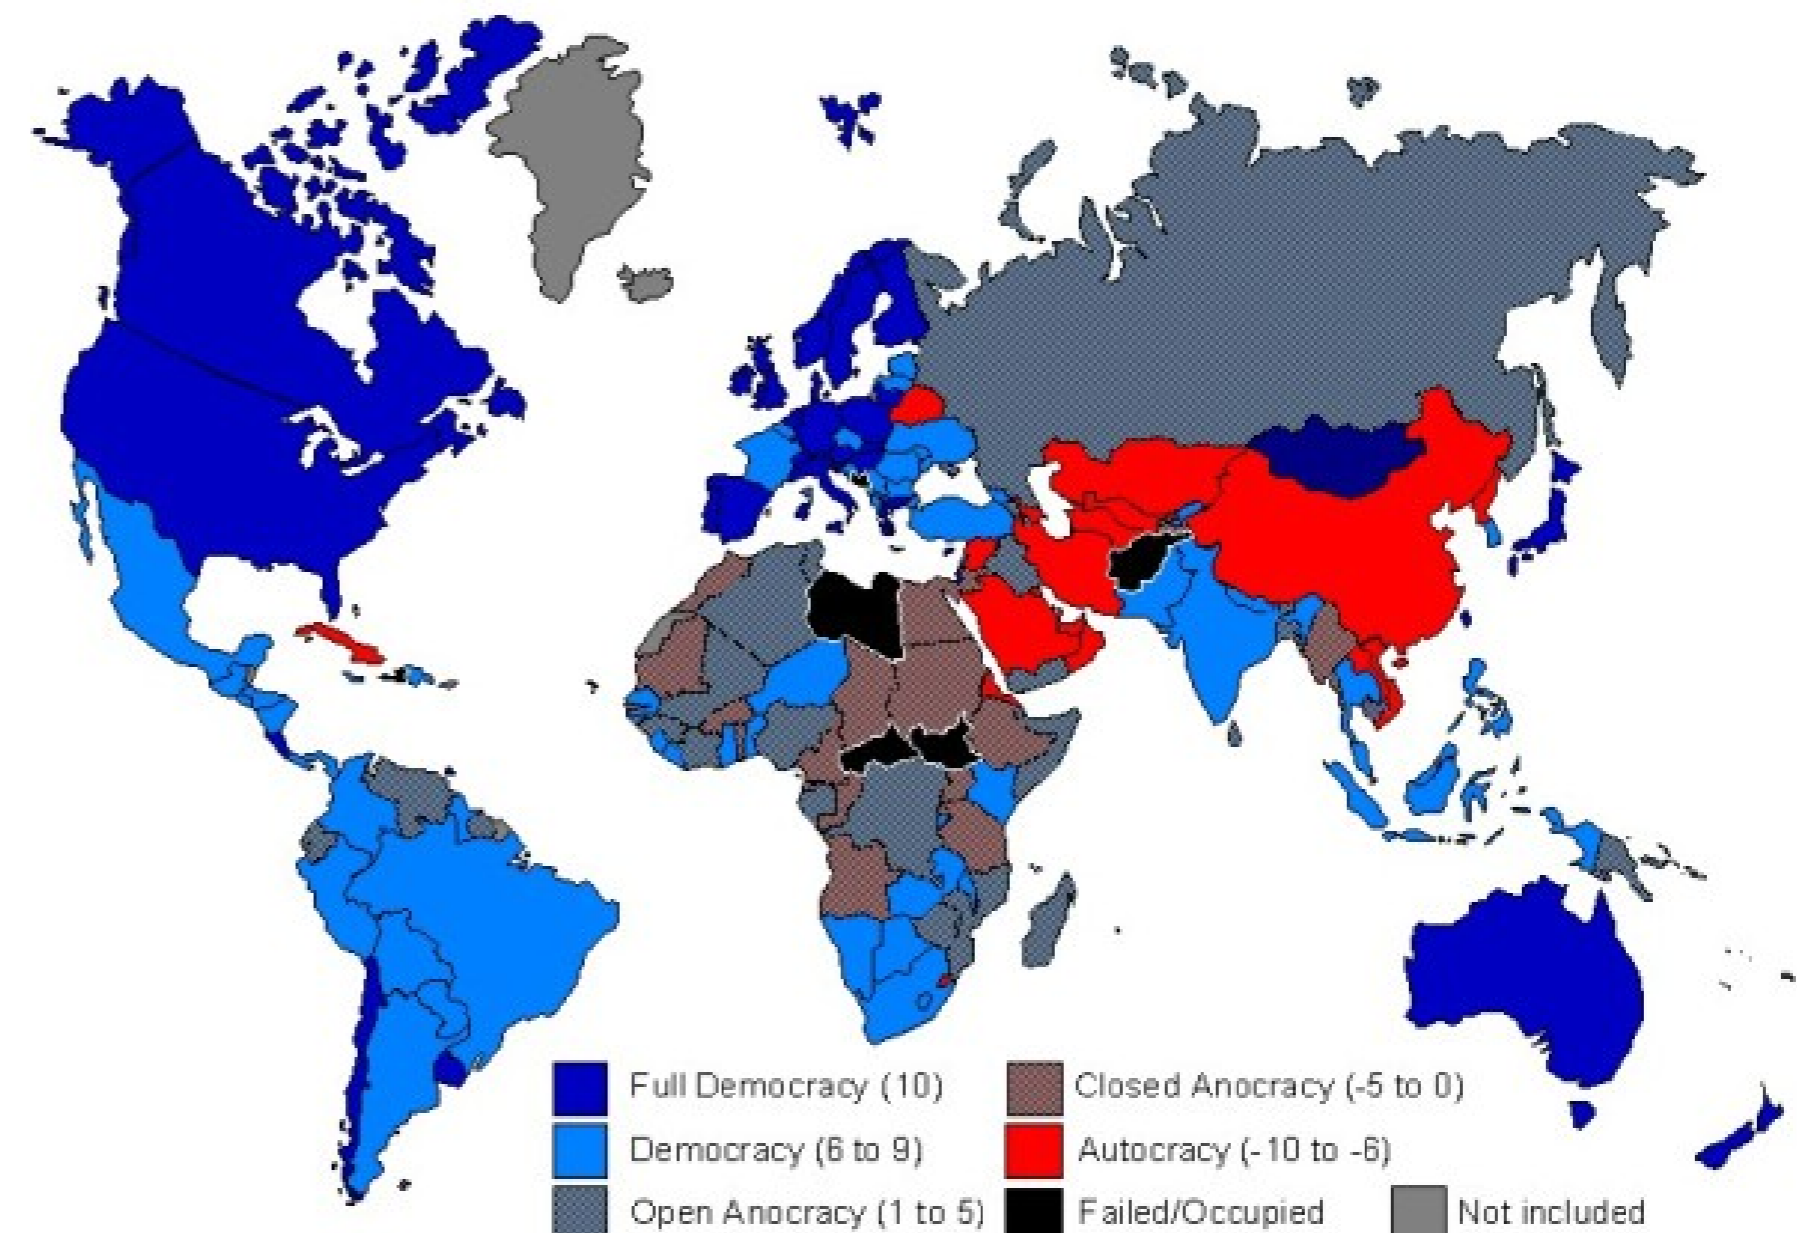 Full Democracy (10)
Democracy (6 to 9)
Open Anocracy (1 to 5)
Closed Anocracy (-5 to 0)
Autocracy (-10 to -6)
Failed/Occupied
Not included